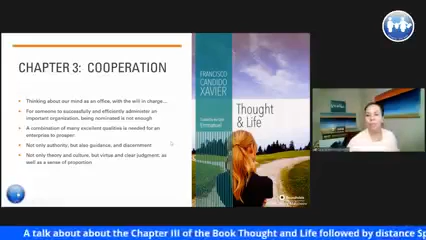 CHAPTER 3: COOPERATION
Thinking about our mind as an office, with the will in charge...
For someone to successfully and efficiently administer an
important organization, being nominated is not enough
A combination of many excellent qualities is needed for an
enterprise to prosper:
Not only authority, but also guidance, and discernment
Not only theory and culture, but virtue and clear judgment, as
well as a sense of proportion
FRANCISCO
CANDIDO
XAVIER
Thought
& Life
Emmanuel
A talk about about the Chapter III of the Book Thought and Life followed by distance Sp